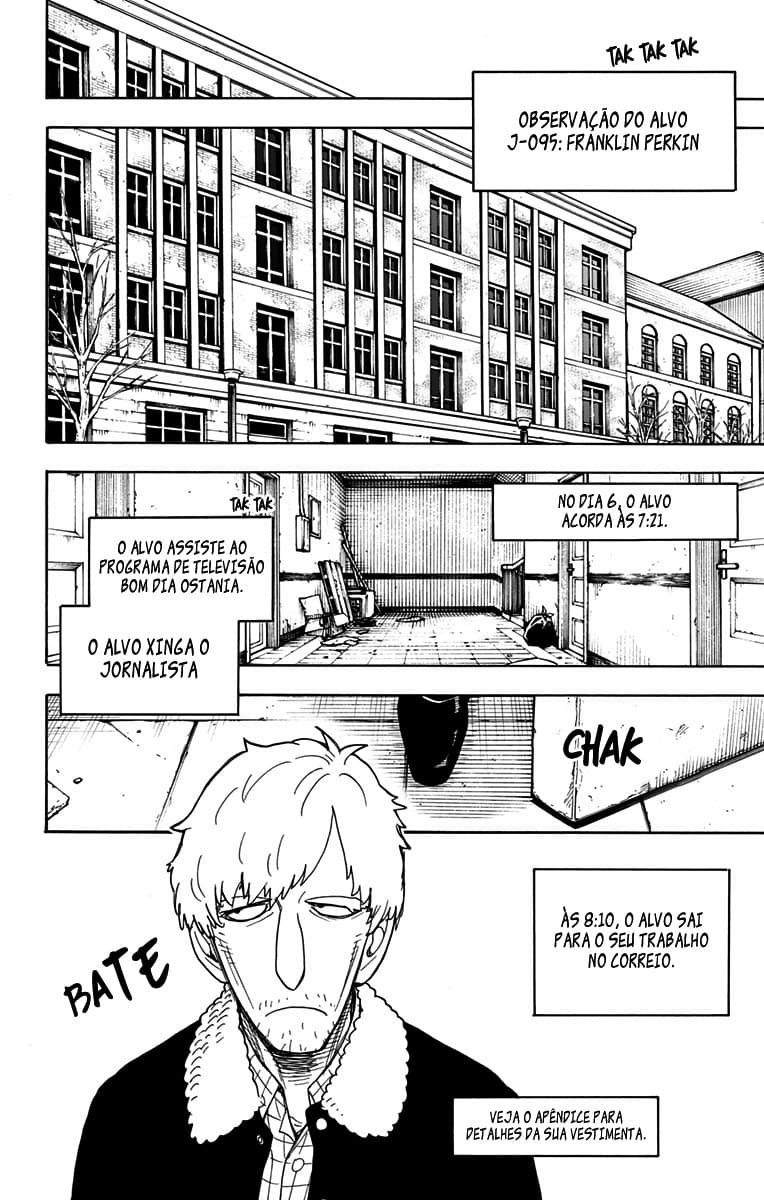 TAK TAK TAK
OBSERVAÇÃO DO ALVO
J-095: FRANKLIN PERKIN
NO DIA 6, O ALVO
ACORDA ÀS 7:21.
TAK TAK
O ALVO ASSISTE AO
PROGRAMA DE TELEVISÃO
BOM DIA OSTANIA.
O ALVO XINGA O
JORNALISTA
CHAK
ÀS 8:10, O ALVO SAI
PARA O SEU TRABALHO
NO CORREIO.
BATE
VEJA O APÊNDICE PARA
DETALHES DA SUA VESTIMENTA.